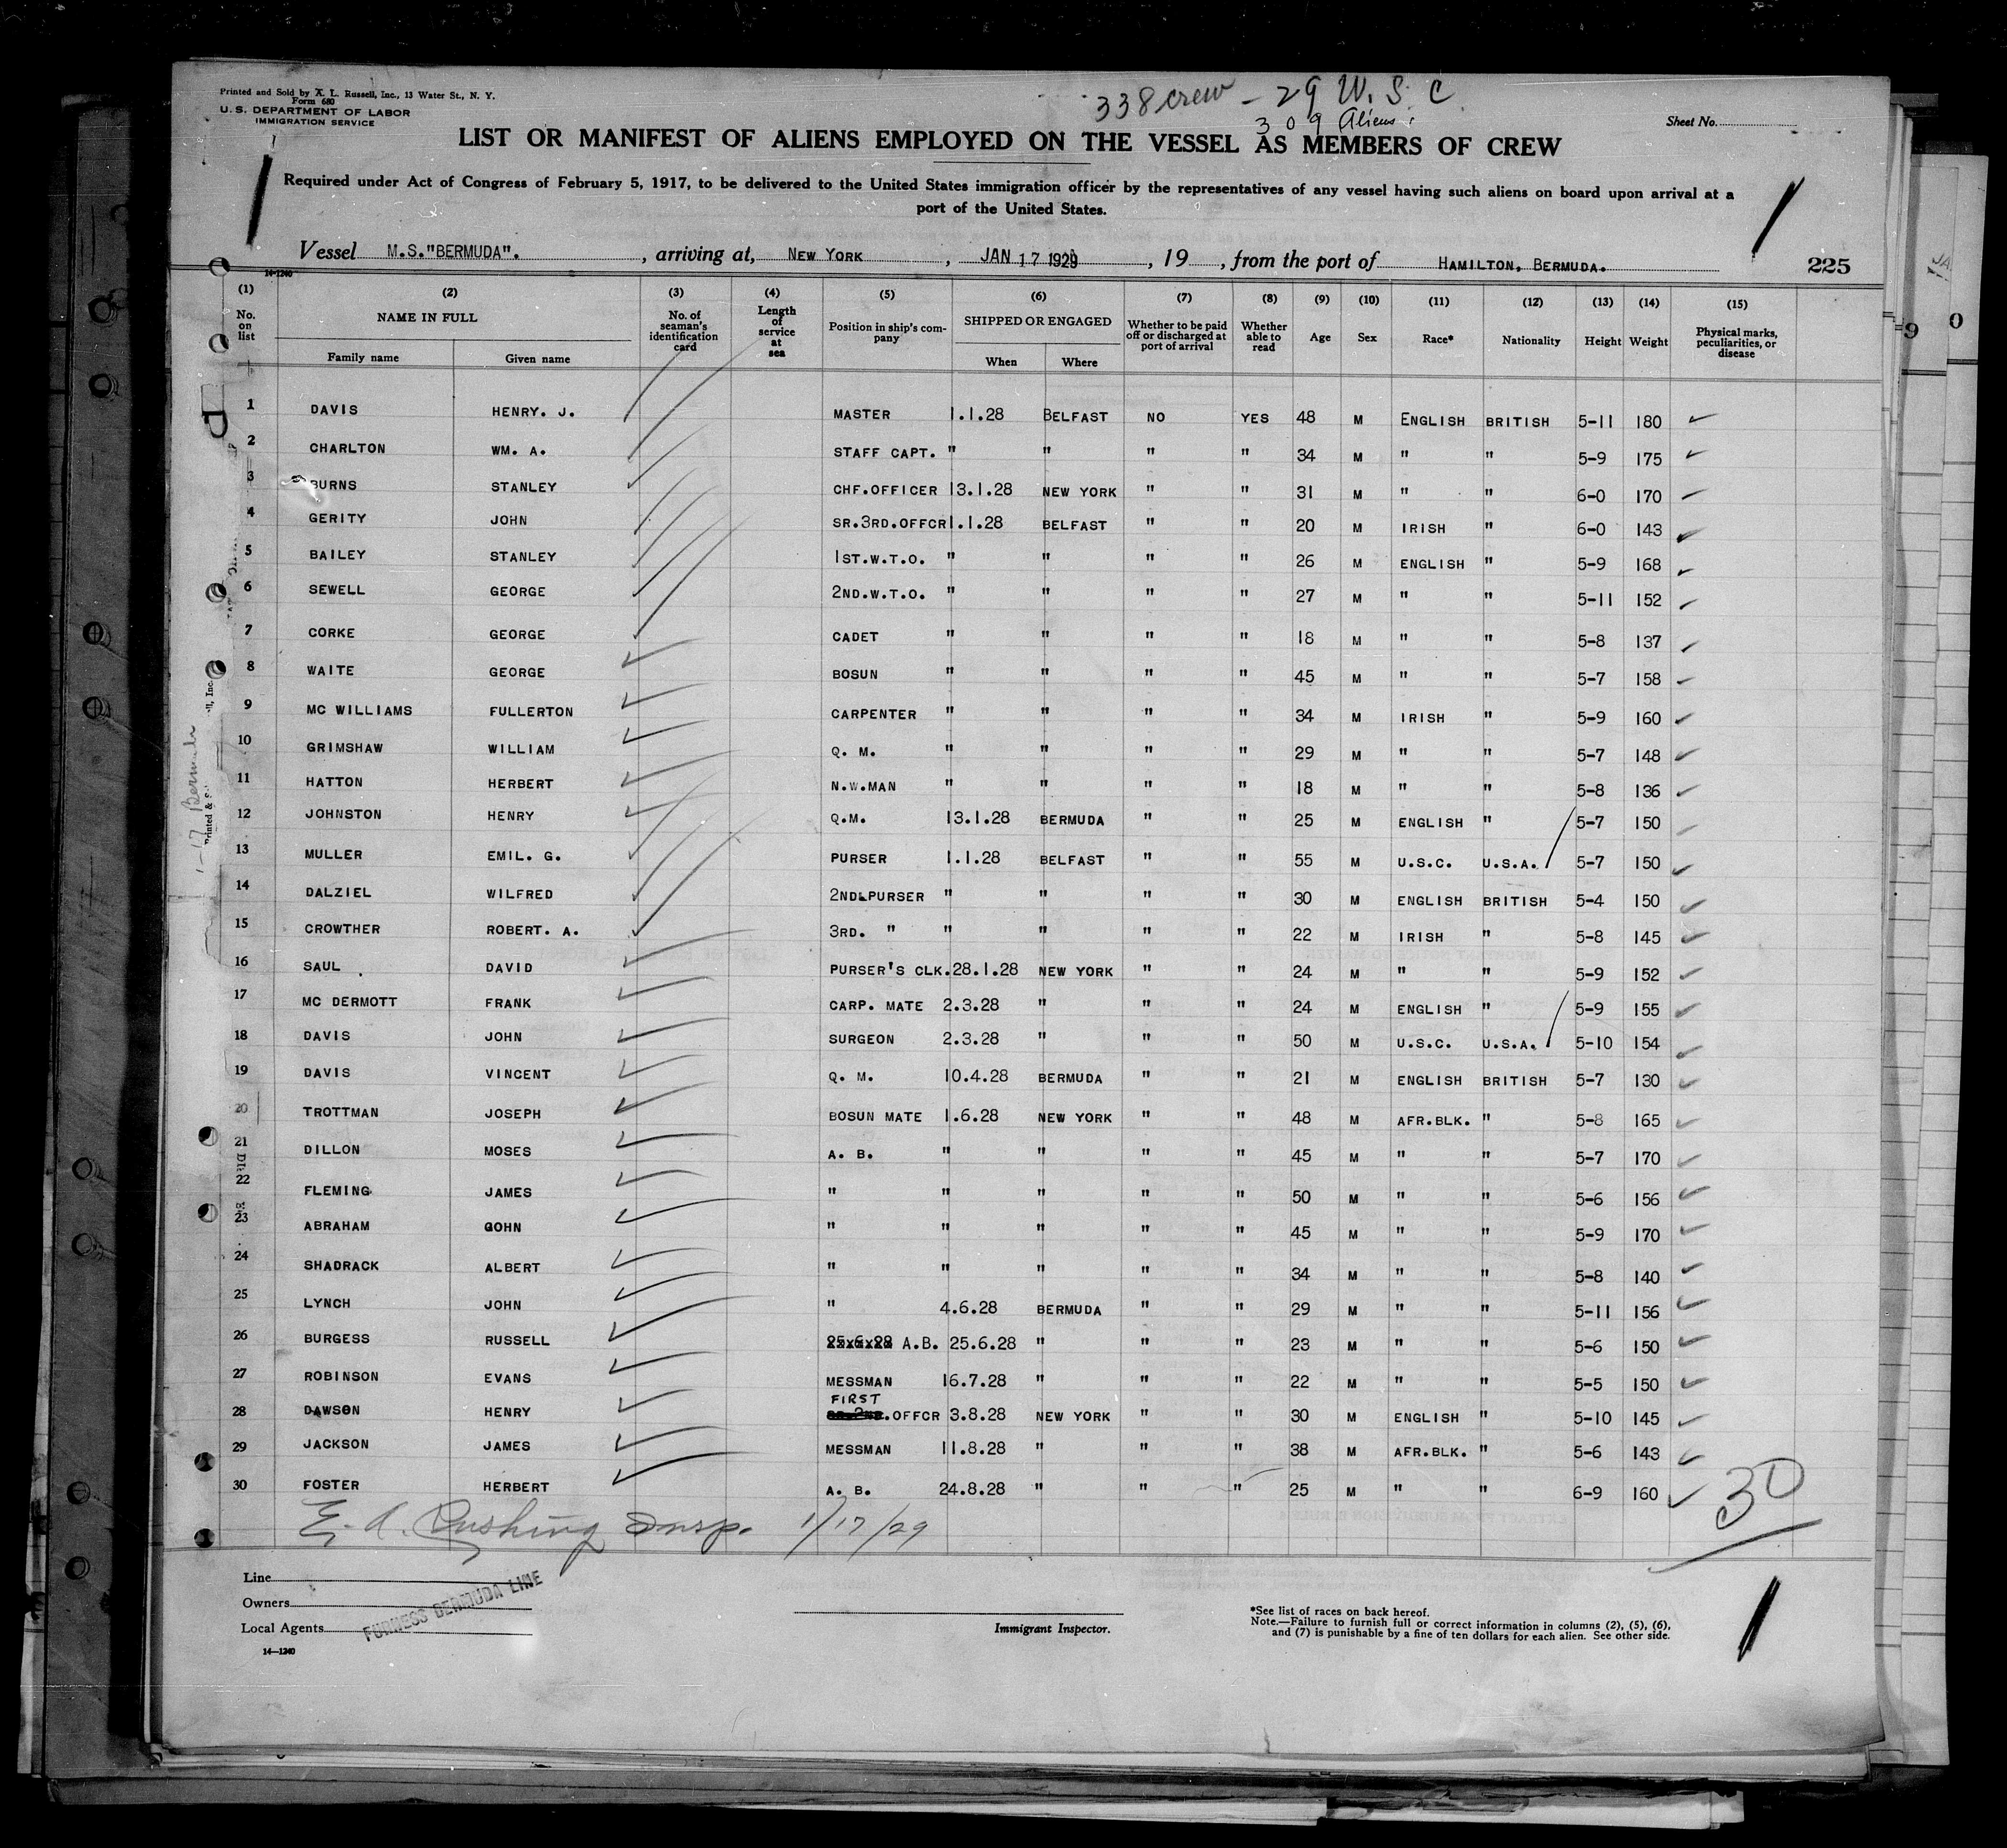 Printed and Sold by A. L. Russell, Inc., 13 Water St., N. Y.
Form 680
U. S. DEPARTMENT OF LABOR
IMMIGRATION SERVICE
338 crew - 29 U. S. C
309 Aliens
Sheet No.
LIST OR MANIFEST OF ALIENS EMPLOYED ON THE VESSEL AS MEMBERS OF CREW
Required under Act of Congress of February 5, 1917, to be delivered to the United States immigration officer by the representatives of any vessel having such aliens on board upon arrival at a
port of the United States.
Vessel M.S."BERMUDA". , arriving at, NEW YORK , JAN 17 1929 , 19 , from the port of HAMILTON, BERMUDA.
225
14-1240
(1) (2) (3) (4) (5) (6) (7) (8) (9) (10) (11) (12) (13) (14) (15)
No. on list NAME IN FULL Family name Given name No. of seaman's identification card Length of service at sea Position in ship's company SHIPPED OR ENGAGED When Where Whether to be paid off or discharged at port of arrival Whether able to read Age Sex Race* Nationality Height Weight Physical marks, peculiarities, or disease
1 DAVIS HENRY. J. MASTER 1.1.28 BELFAST NO YES 48 M ENGLISH BRITISH 5-11 180
2 CHARLTON WM. A. STAFF CAPT. " " " " 34 M " " 5-9 175
3 BURNS STANLEY CHF.OFFICER 13.1.28 NEW YORK " " 31 M " " 6-0 170
4 GERITY JOHN SR.3RD.OFFCR 1.1.28 BELFAST " " 20 M IRISH " 6-0 143
5 BAILEY STANLEY 1ST.W.T.O. " " " " 26 M ENGLISH " 5-9 168
6 SEWELL GEORGE 2ND.W.T.O. " " " " 27 M " " 5-11 152
7 CORKE GEORGE CADET " " " " 18 M " " 5-8 137
8 WAITE GEORGE BOSUN " " " " 45 M " " 5-7 158
9 MC WILLIAMS FULLERTON CARPENTER " " " " 34 M IRISH " 5-9 160
10 GRIMSHAW WILLIAM Q. M. " " " " 29 M " " 5-7 148
11 HATTON HERBERT N.W.MAN " " " " 18 M " " 5-8 136
12 JOHNSTON HENRY Q.M. 13.1.28 BERMUDA " " 25 M ENGLISH " 5-7 150
13 MULLER EMIL. G. PURSER 1.1.28 BELFAST " " 55 M U.S.C. U.S.A. 5-7 150
14 DALZIEL WILFRED 2ND.PURSER " " " " 30 M ENGLISH BRITISH 5-4 150
15 CROWTHER ROBERT. A. 3RD. " " " " " 22 M IRISH " 5-8 145
16 SAUL DAVID PURSER'S CLK. 28.1.28 NEW YORK " " 24 M " " 5-9 152
17 MC DERMOTT FRANK CARP. MATE 2.3.28 " " " 24 M ENGLISH " 5-9 155
18 DAVIS JOHN SURGEON 2.3.28 " " " 50 M U.S.C. U.S.A. 5-10 154
19 DAVIS VINCENT Q. M. 10.4.28 BERMUDA " " 21 M ENGLISH BRITISH 5-7 130
20 TROTTMAN JOSEPH BOSUN MATE 1.6.28 NEW YORK " " 48 M AFR.BLK. " 5-8 165
21 DILLON MOSES A. B. " " " " 45 M " " 5-7 170
22 FLEMING JAMES " " " " " 50 M " " 5-6 156
23 ABRAHAM GOHN " " " " " 45 M " " 5-9 170
24 SHADRACK ALBERT " " " " " 34 M " " 5-8 140
25 LYNCH JOHN " 4.6.28 BERMUDA " " 29 M " " 5-11 156
26 BURGESS RUSSELL A.B. 25.6.28 " " " 23 M " " 5-6 150
27 ROBINSON EVANS MESSMAN 16.7.28 " " " 22 M " " 5-5 150
28 DAWSON HENRY FIRST .OFFCR 3.8.28 NEW YORK " " 30 M ENGLISH " 5-10 145
29 JACKSON JAMES MESSMAN 11.8.28 " " " 38 M AFR.BLK. " 5-6 143
30 FOSTER HERBERT A. B. 24.8.28 " " " 25 M " " 6-9 160
30
E. A. Cushing Insp. 1/17/29
Line
Owners
Local Agents
FURNESS BERMUDA LINE
14-1240
Immigrant Inspector.
*See list of races on back hereof.
Note.—Failure to furnish full or correct information in columns (2), (5), (6),
and (7) is punishable by a fine of ten dollars for each alien. See other side.
1-17 Bermuda